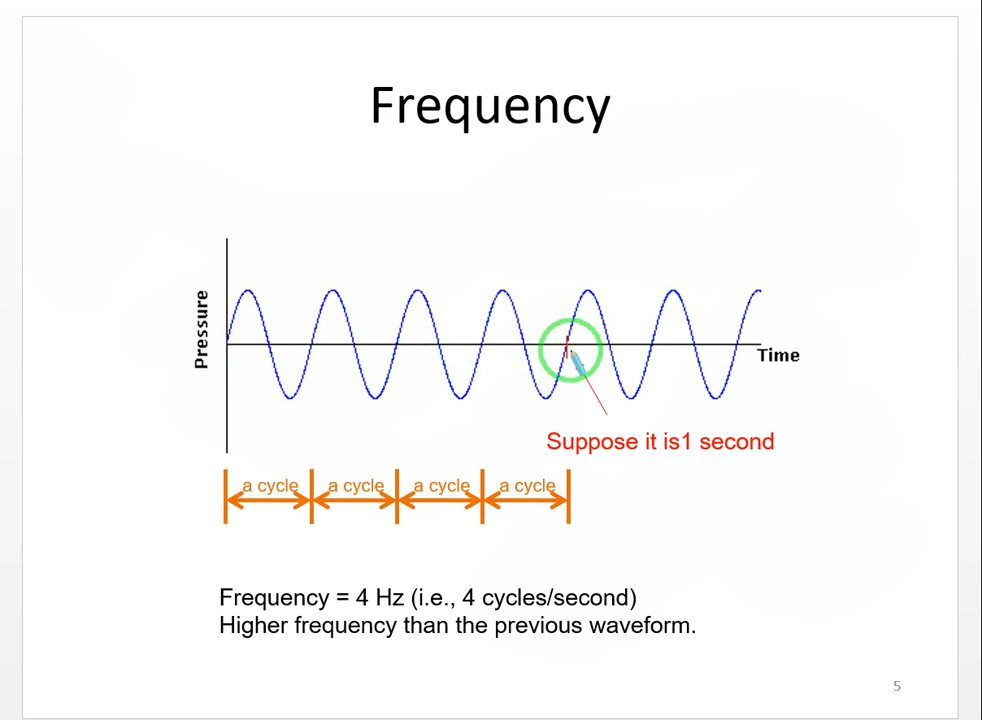 Frequency
Pressure
Time
Suppose it is1 second
a cycle a cycle a cycle a cycle
Frequency = 4 Hz (i.e., 4 cycles/second)
Higher frequency than the previous waveform.
5